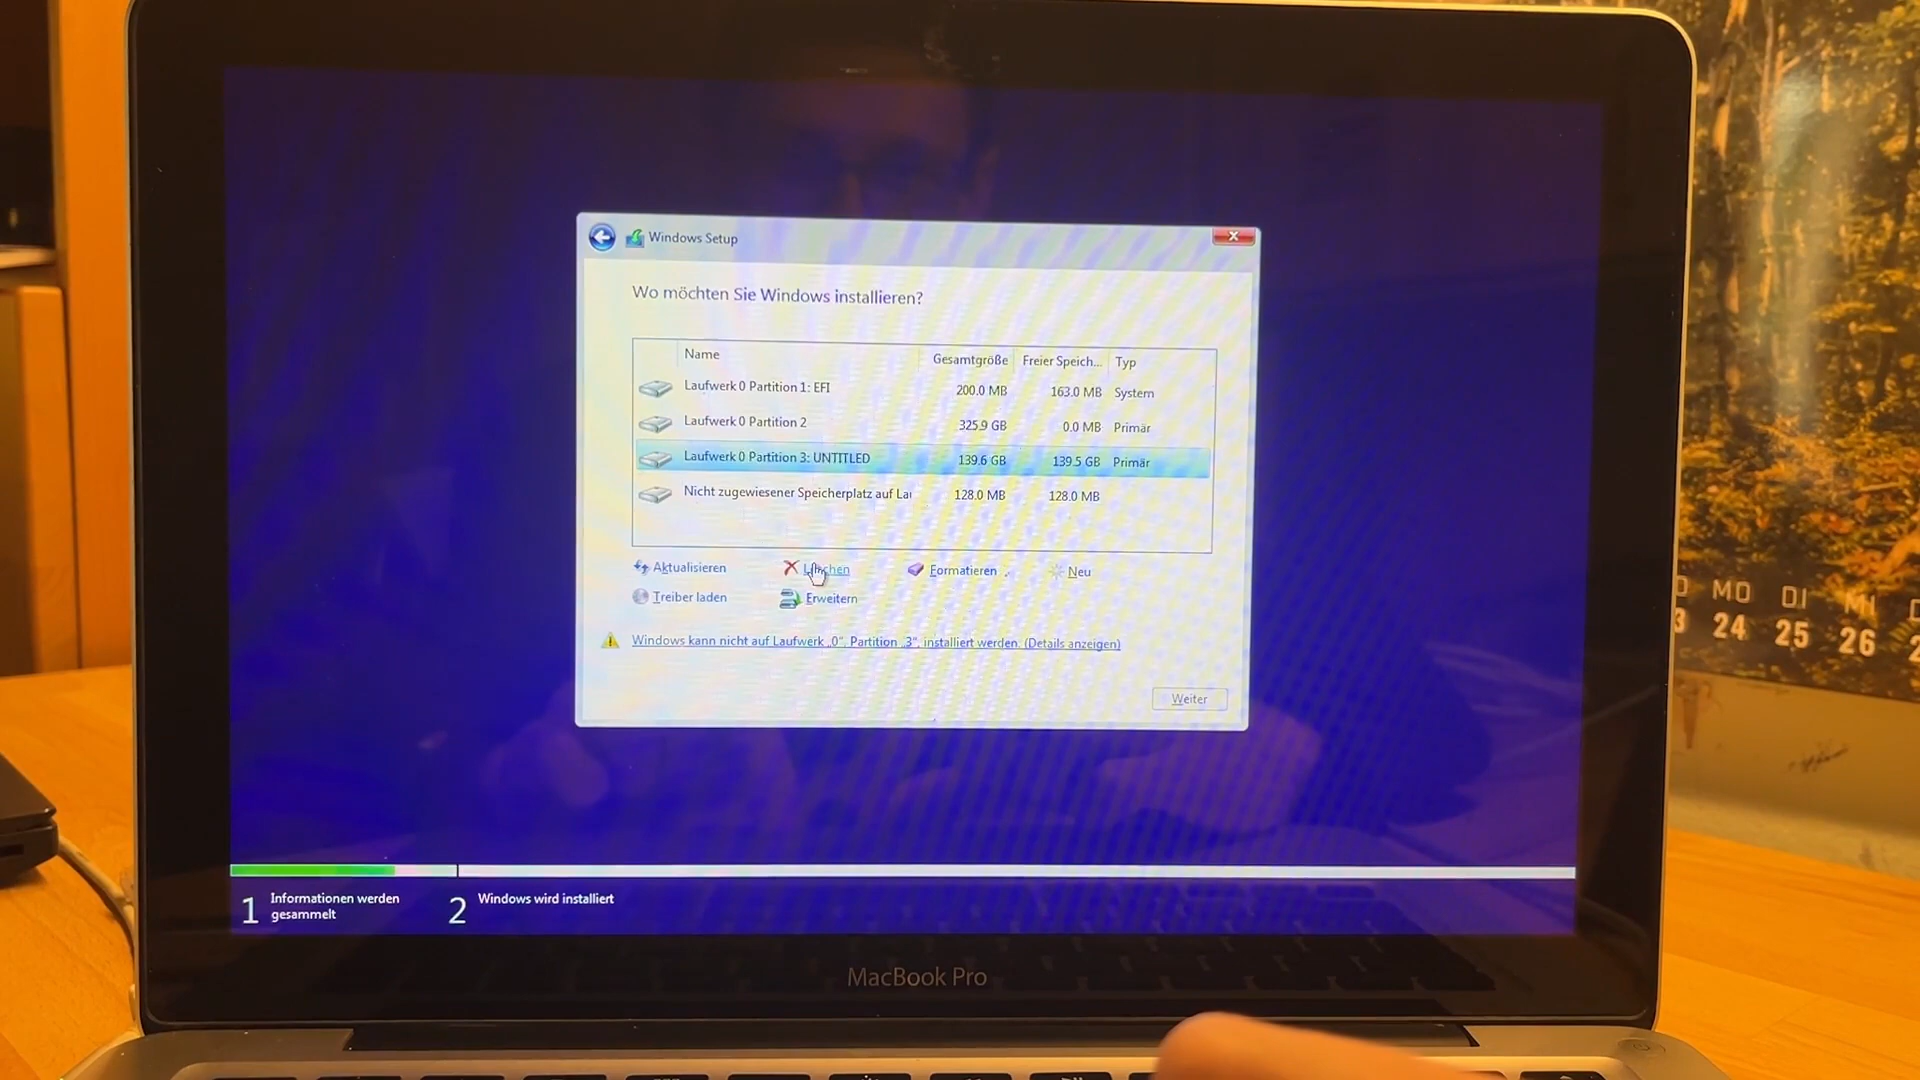 Windows Setup
Wo möchten Sie Windows installieren?
Name Gesamtgröße Freier Speich... Typ
Laufwerk 0 Partition 1: EFI 200.0 MB 163.0 MB System
Laufwerk 0 Partition 2 325.9 GB 0.0 MB Primär
Laufwerk 0 Partition 3: UNTITLED 139.6 GB 139.5 GB Primär
Nicht zugewiesener Speicherplatz auf Lau 128.0 MB 128.0 MB
Aktualisieren Löschen Formatieren Neu
Treiber laden Erweitern
Windows kann nicht auf Laufwerk „0“, Partition „3“, installiert werden. (Details anzeigen)
Weiter
1 Informationen werden
gesammelt
2 Windows wird installiert
MacBook Pro
MO DI MI
24 25 26